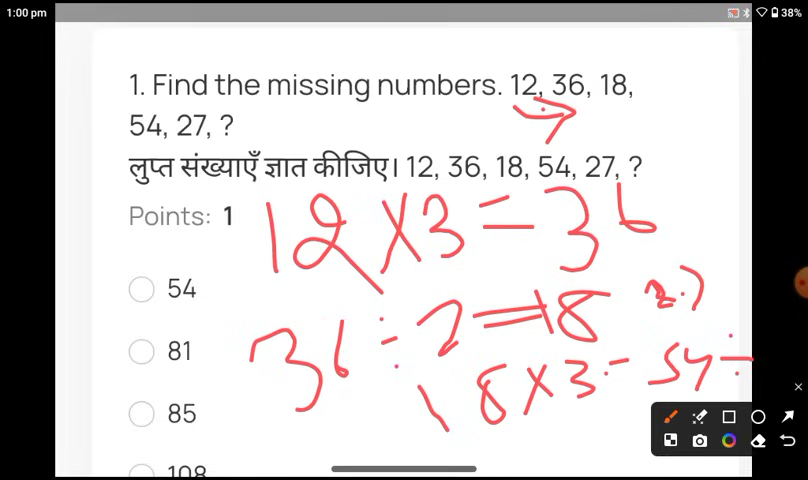 1:00 pm
38%
1. Find the missing numbers. 12, 36, 18,
54, 27, ?
लुप्त संख्याएँ ज्ञात कीजिए। 12, 36, 18, 54, 27, ?
Points: 1
12 X 3 = 36
54
36 ÷ 2 = 18
81
18 X 3 = 54 ÷
85
108